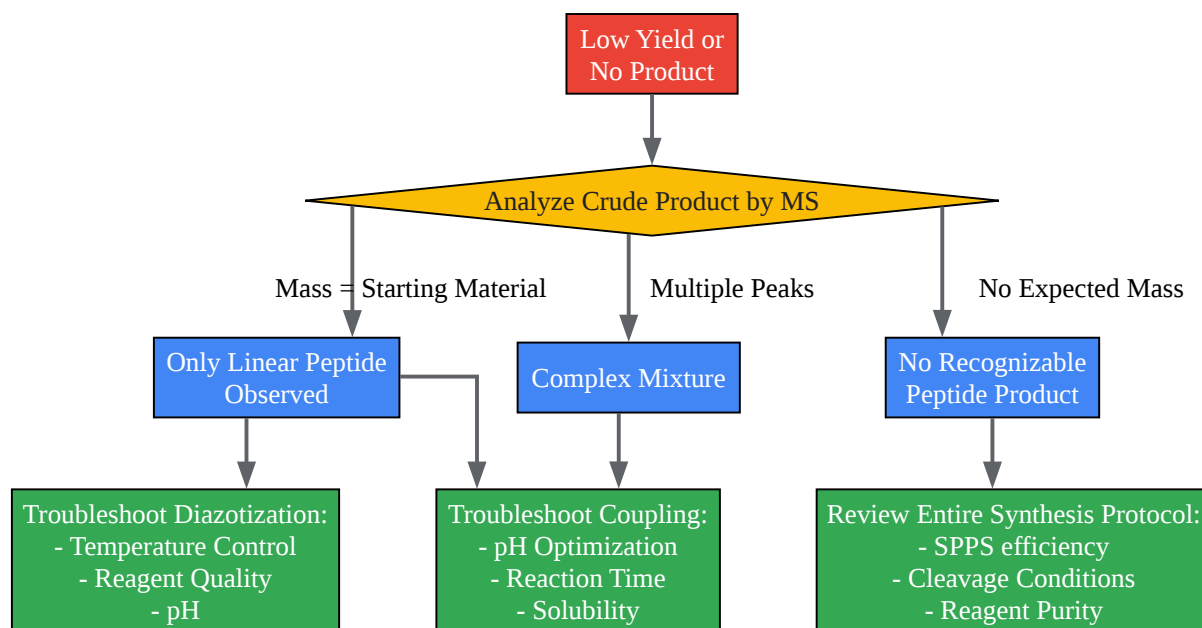 Low Yield or
No Product
Analyze Crude Product by MS
Mass = Starting Material
Multiple Peaks
No Expected Mass
Only Linear Peptide
Observed
Complex Mixture
No Recognizable
Peptide Product
Troubleshoot Diazotization:
- Temperature Control
- Reagent Quality
- pH
Troubleshoot Coupling:
- pH Optimization
- Reaction Time
- Solubility
Review Entire Synthesis Protocol:
- SPPS efficiency
- Cleavage Conditions
- Reagent Purity